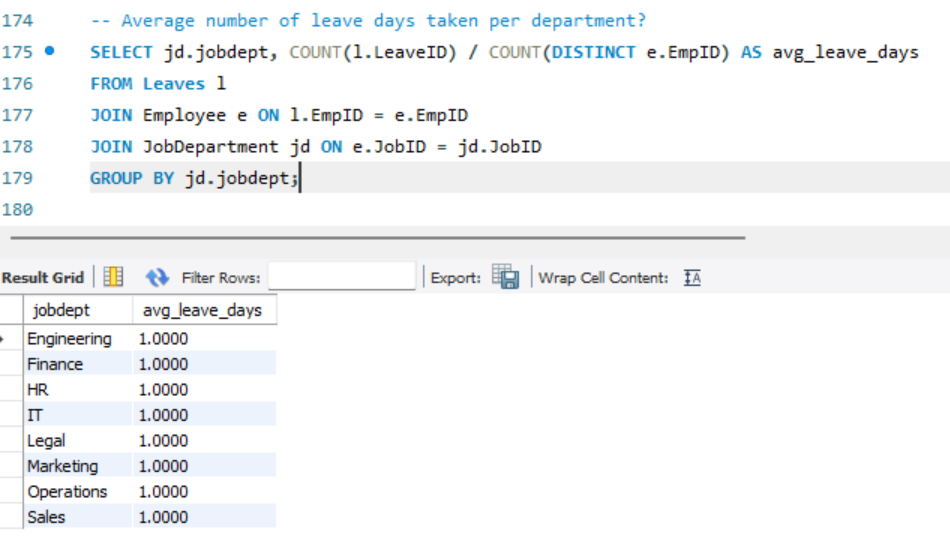 174 -- Average number of leave days taken per department?
175 SELECT jd.jobdept, COUNT(l.LeaveID) / COUNT(DISTINCT e.EmpID) AS avg_leave_days
176 FROM Leaves l
177 JOIN Employee e ON l.EmpID = e.EmpID
178 JOIN JobDepartment jd ON e.JobID = jd.JobID
179 GROUP BY jd.jobdept;
180
Result Grid Filter Rows: Export: Wrap Cell Content: IA
jobdept avg_leave_days
Engineering 1.0000
Finance 1.0000
HR 1.0000
IT 1.0000
Legal 1.0000
Marketing 1.0000
Operations 1.0000
Sales 1.0000